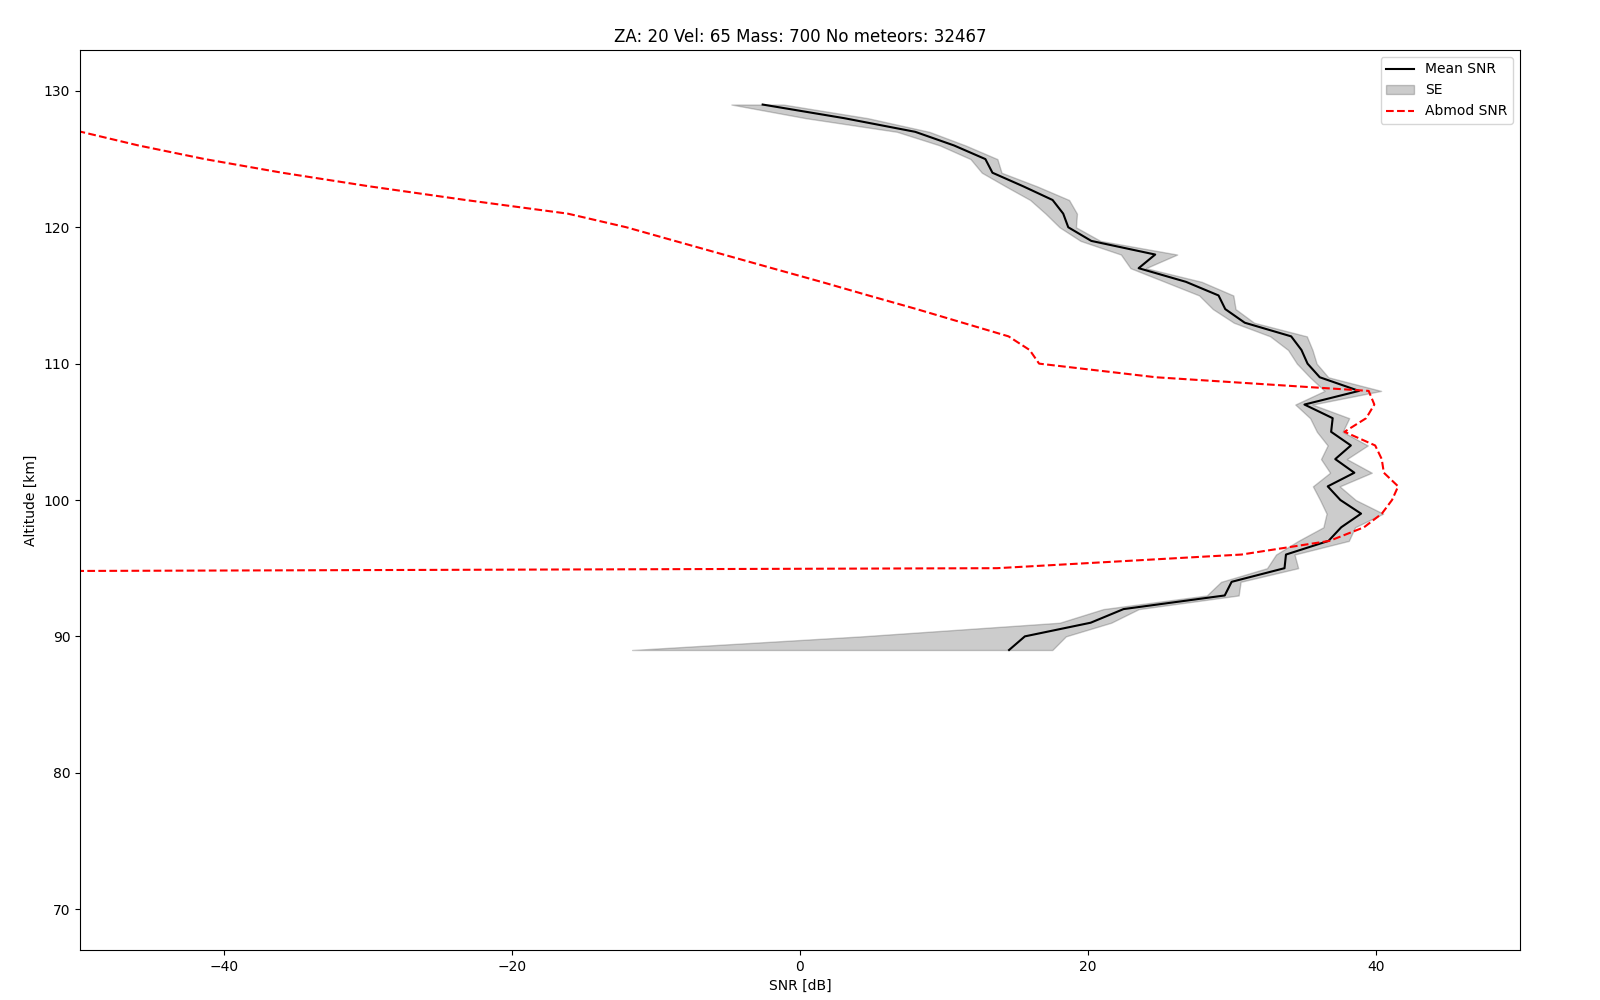 ZA: 20 Vel: 65 Mass: 700 No meteors: 32467
Mean SNR
SE
Abmod SNR
130
120
110
100
90
80
70
Altitude [km]
−40
−20
0
20
40
SNR [dB]